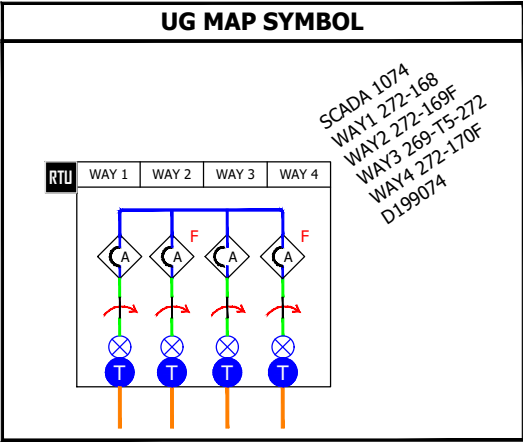 UG MAP SYMBOL
SCADA 1074
WAY1 272-168
WAY2 272-169F
WAY3 269-T5-272
WAY4 272-170F
D199074
RTU
WAY 1 WAY 2 WAY 3 WAY 4
F F
A A A A
T T T T